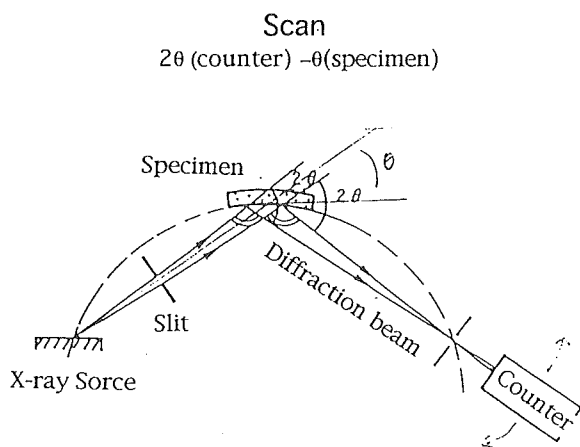 Scan
2θ (counter) –θ(specimen)
θ
Specimen
2θ
2θ
Diffraction beam
Slit
X-ray Sorce
Counter